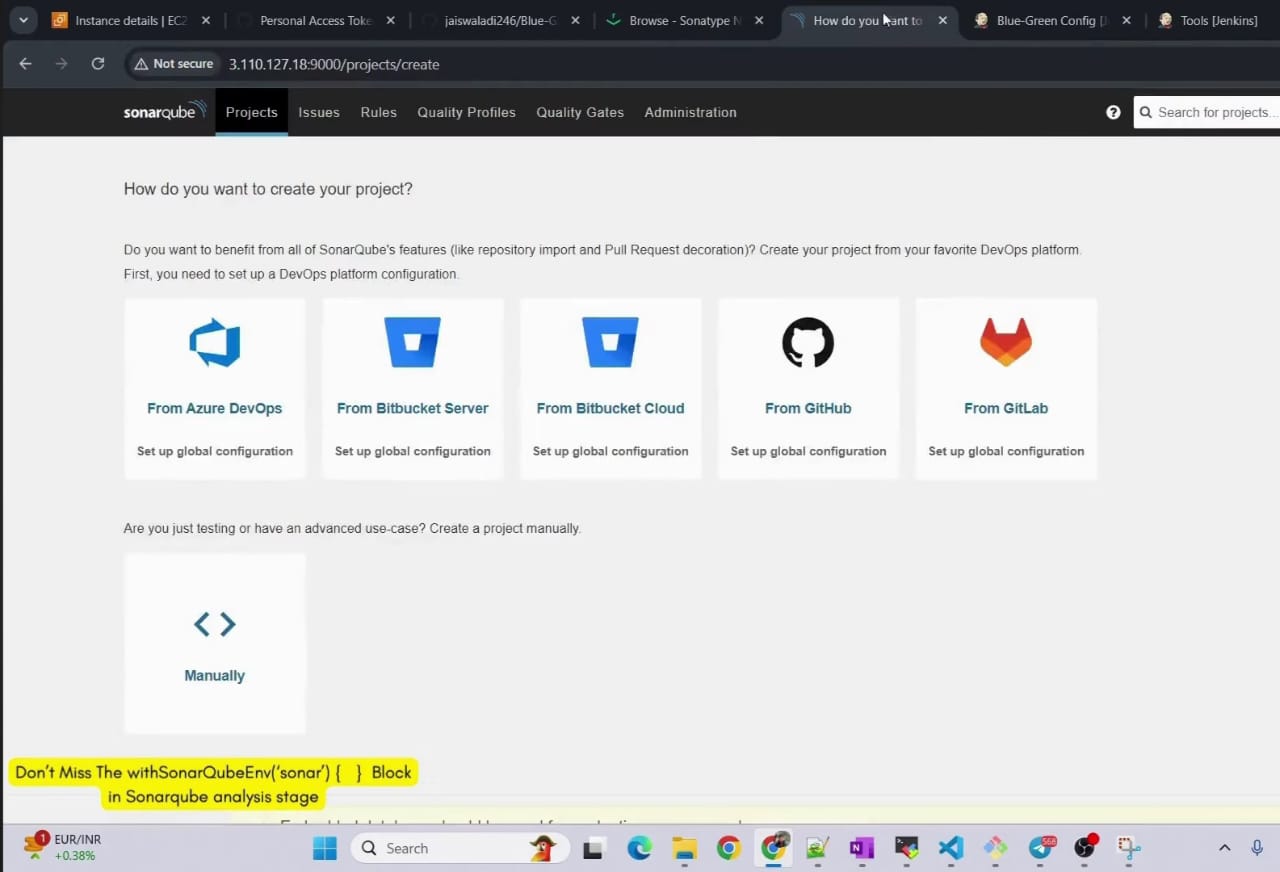 Instance details | EC2
Personal Access Toke
jaiswaladi246/Blue-G
Browse - Sonatype N
How do you want to
Blue-Green Config [J
Tools [Jenkins]
Not secure
3.110.127.18:9000/projects/create
sonarqube
Projects
Issues
Rules
Quality Profiles
Quality Gates
Administration
Search for projects...
How do you want to create your project?
Do you want to benefit from all of SonarQube's features (like repository import and Pull Request decoration)? Create your project from your favorite DevOps platform.
First, you need to set up a DevOps platform configuration.
From Azure DevOps
From Bitbucket Server
From Bitbucket Cloud
From GitHub
From GitLab
Set up global configuration
Set up global configuration
Set up global configuration
Set up global configuration
Set up global configuration
Are you just testing or have an advanced use-case? Create a project manually.
Manually
Don't Miss The withSonarQubeEnv('sonar') { } Block
in Sonarqube analysis stage
1
EUR/INR
+0.38%
Search
568